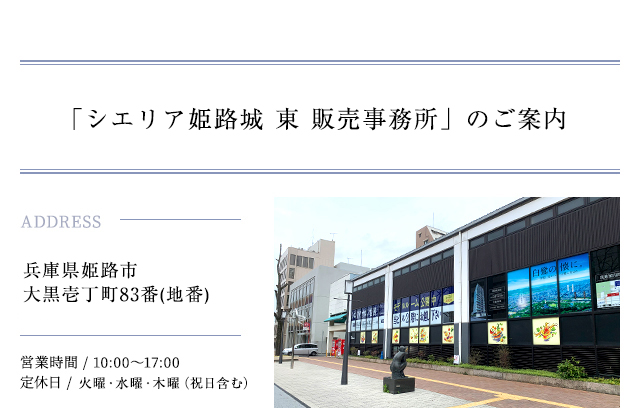 「シエリア姫路城 東 販売事務所」のご案内
ADDRESS
兵庫県姫路市
大黒壱丁町83番(地番)
営業時間 / 10:00〜17:00
定休日 / 火曜・水曜・木曜（祝日含む）